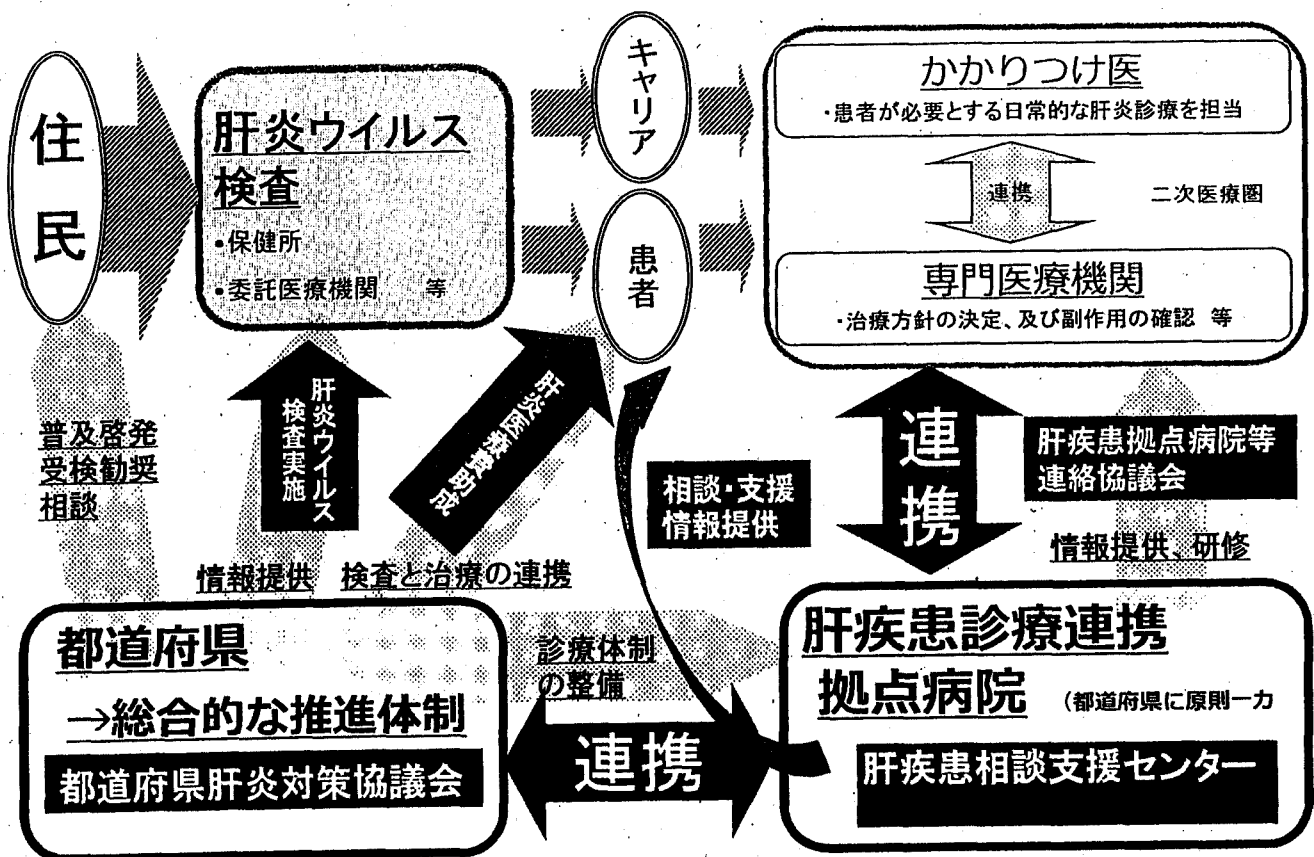 住民
肝炎ウイルス
検査
・保健所
・委託医療機関　等
キャリア
患者
かかりつけ医
・患者が必要とする日常的な肝炎診療を担当
連携
二次医療圏
専門医療機関
・治療方針の決定、及び副作用の確認　等
普及啓発
受検勧奨
相談
肝炎ウイルス
検査実施
肝炎医療費助成
相談・支援
情報提供
連携
肝疾患拠点病院等
連絡協議会
情報提供、研修
情報提供
検査と治療の連携
都道府県
→総合的な推進体制
都道府県肝炎対策協議会
診療体制
の整備
連携
肝疾患診療連携
拠点病院
（都道府県に原則一カ
肝疾患相談支援センター